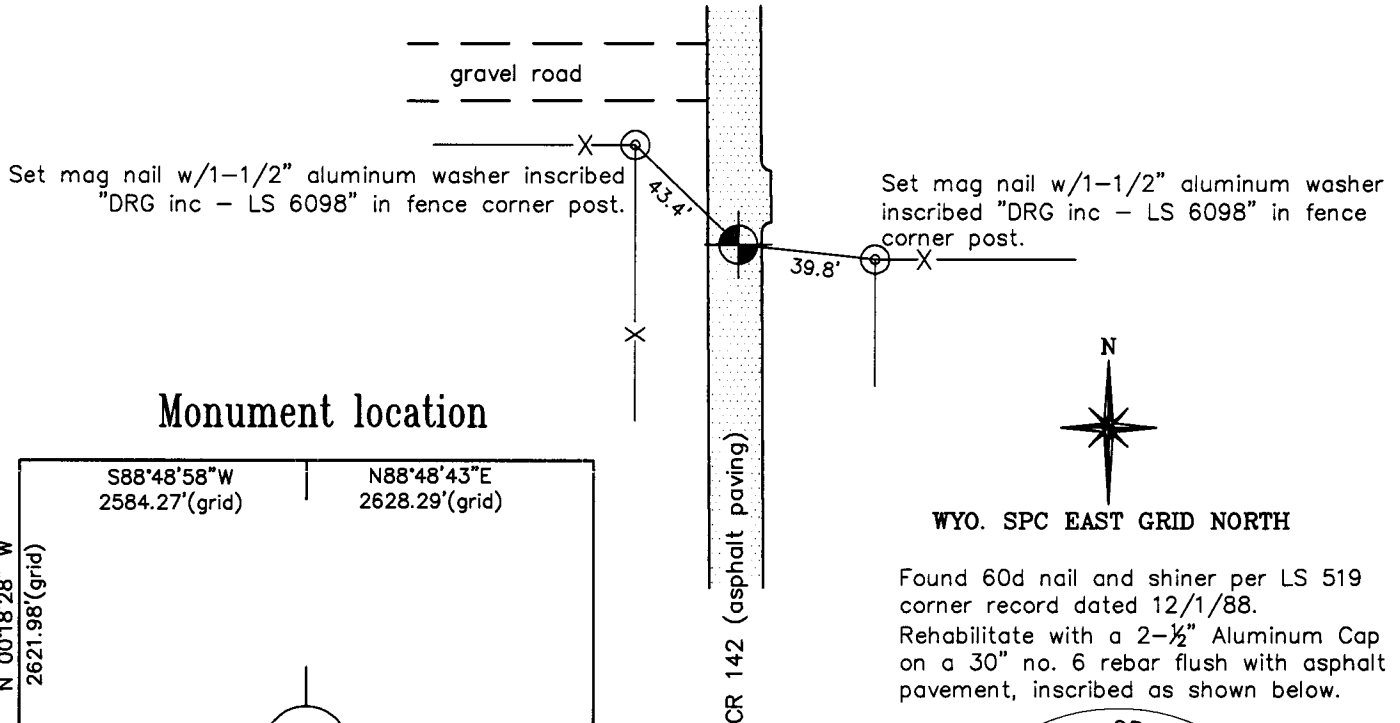 gravel road
Set mag nail w/1-1/2" aluminum washer inscribed
"DRG inc - LS 6098" in fence corner post.
43.4'
39.8'
Set mag nail w/1-1/2" aluminum washer
inscribed "DRG inc - LS 6098" in fence
corner post.
CR 142 (asphalt paving)
N
WYO. SPC EAST GRID NORTH
Monument location
S88°48'58"W
2584.27'(grid)
N88°48'43"E
2628.29'(grid)
N 00°18'28" W
2621.98'(grid)
Found 60d nail and shiner per LS 519
corner record dated 12/1/88.
Rehabilitate with a 2-½" Aluminum Cap
on a 30" no. 6 rebar flush with asphalt
pavement, inscribed as shown below.